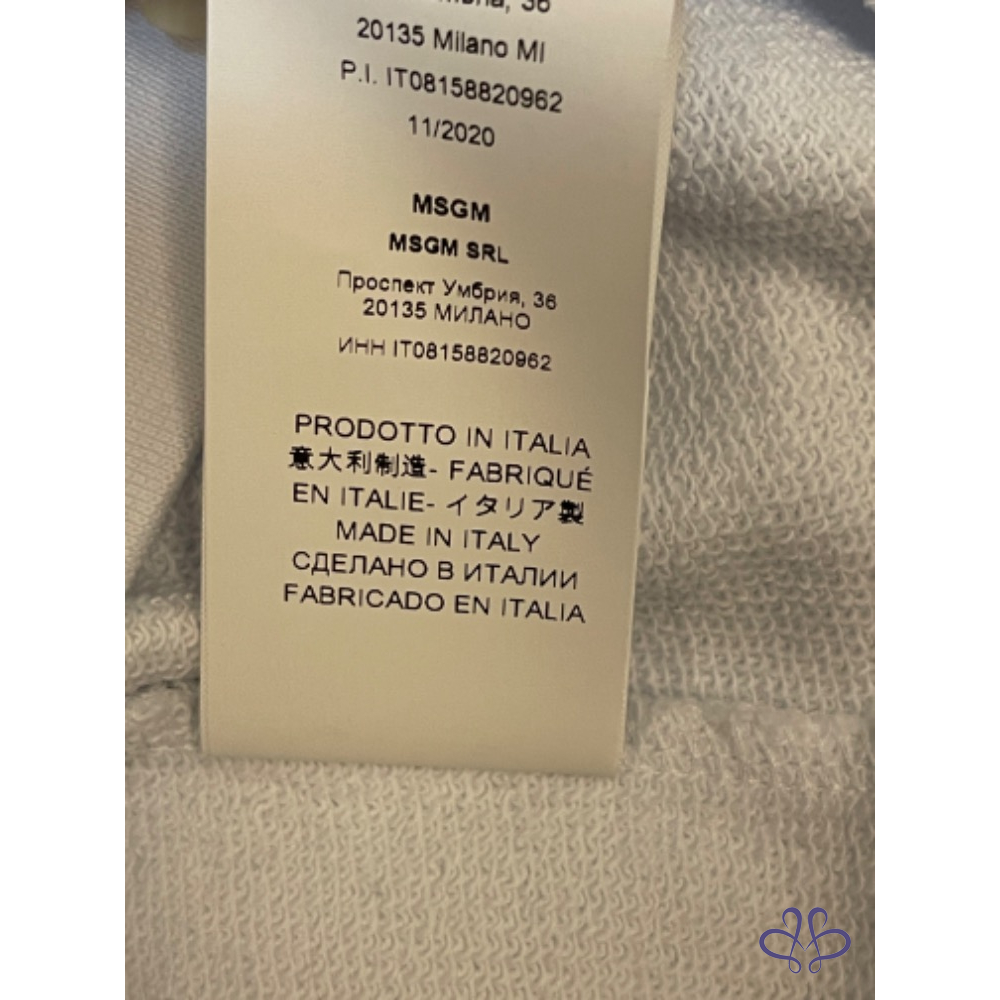 36
20135 Milano MI
P.I. IT08158820962
11/2020
MSGM
MSGM SRL
Проспект Умбрия, 36
20135 МИЛАНО
ИНН IT08158820962
PRODOTTO IN ITALIA
意大利制造- FABRIQUÉ
EN ITALIE- イタリア製
MADE IN ITALY
СДЕЛАНО В ИТАЛИИ
FABRICADO EN ITALIA